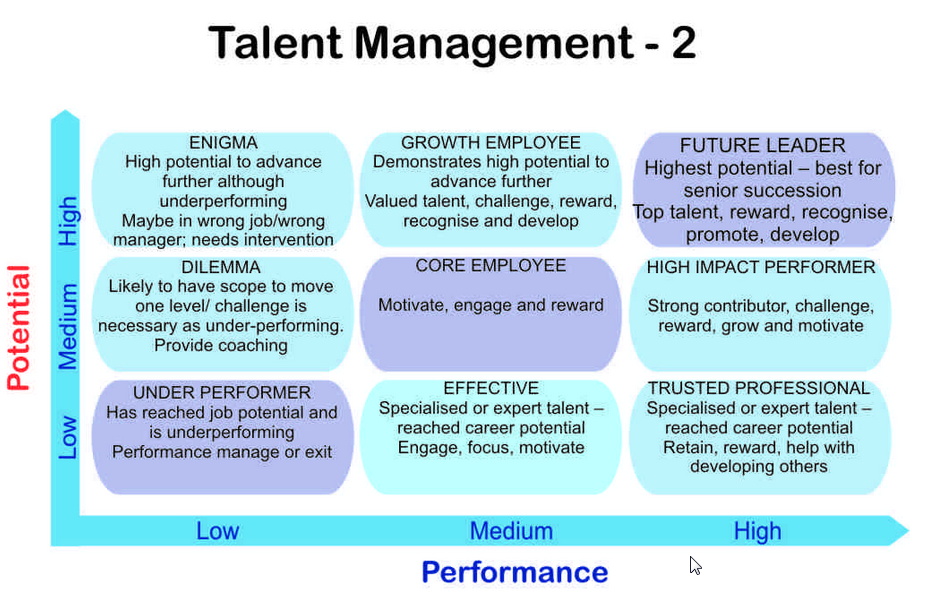 Talent Management - 2
Potential
High
Medium
Low
ENIGMA
High potential to advance
further although
underperforming
Maybe in wrong job/wrong
manager; needs intervention
GROWTH EMPLOYEE
Demonstrates high potential to
advance further
Valued talent, challenge, reward,
recognise and develop
FUTURE LEADER
Highest potential – best for
senior succession
Top talent, reward, recognise,
promote, develop
DILEMMA
Likely to have scope to move
one level/ challenge is
necessary as under-performing.
Provide coaching
CORE EMPLOYEE
Motivate, engage and reward
HIGH IMPACT PERFORMER
Strong contributor, challenge,
reward, grow and motivate
UNDER PERFORMER
Has reached job potential and
is underperforming
Performance manage or exit
EFFECTIVE
Specialised or expert talent –
reached career potential
Engage, focus, motivate
TRUSTED PROFESSIONAL
Specialised or expert talent –
reached career potential
Retain, reward, help with
developing others
Low
Medium
High
Performance